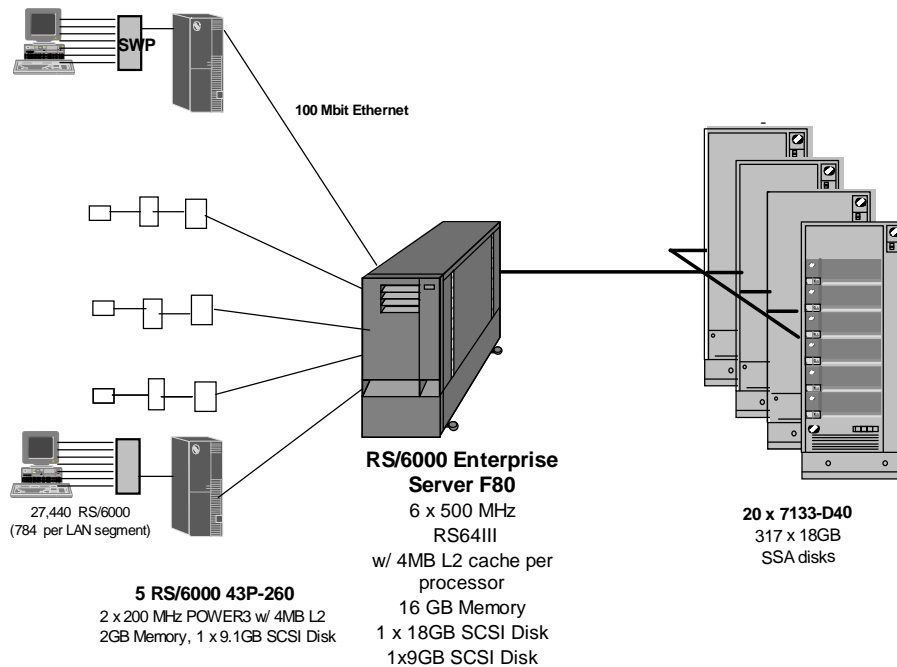 SWP
100 Mbit Ethernet
27,440 RS/6000
(784 per LAN segment)
5 RS/6000 43P-260
2 x 200 MHz POWER3 w/ 4MB L2
2GB Memory, 1 x 9.1GB SCSI Disk
RS/6000 Enterprise
Server F80
6 x 500 MHz
RS64III
w/ 4MB L2 cache per
processor
16 GB Memory
1 x 18GB SCSI Disk
1x9GB SCSI Disk
20 x 7133-D40
317 x 18GB
SSA disks